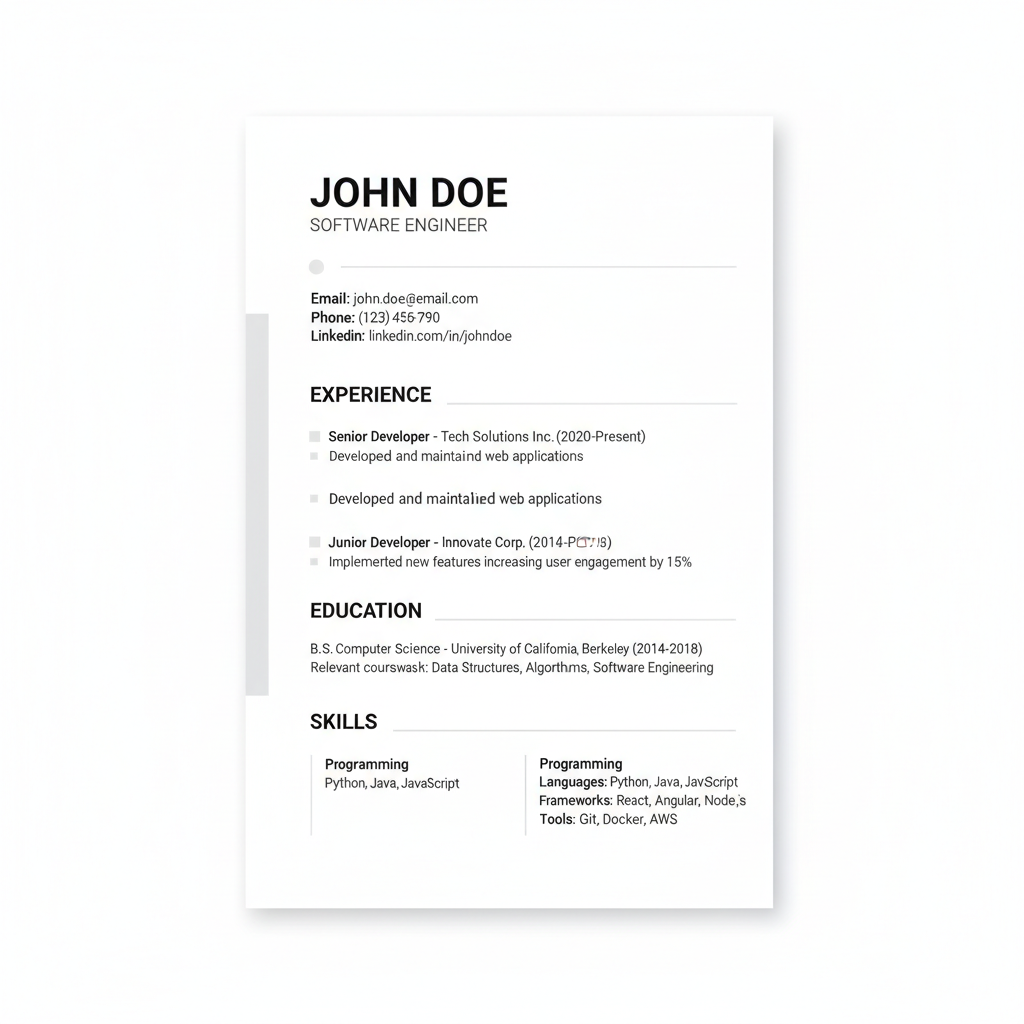 JOHN DOE
SOFTWARE ENGINEER
Email: john.doe@email.com
Phone: (123) 456-790
Linkedin: linkedin.com/in/johndoe
EXPERIENCE
Senior Developer - Tech Solutions Inc. (2020-Present)
Developed and maintaind web applications
Developed and web applications
Junior Developer - Innovate Corp. (2014-
Implemerted new features increasing user engagement by 15%
EDUCATION
B.S. Computer Science - University of Califomia, Berkeley (2014-2018)
Relevant courswask: Data Structures, Algorthms, Software Engineering
SKILLS
Programming
Python, Java, JavaScript
Programming
Languages: Python, Java, JavScript
Frameworks: React, Angular, Node,s
Tools: Git, Docker, AWS